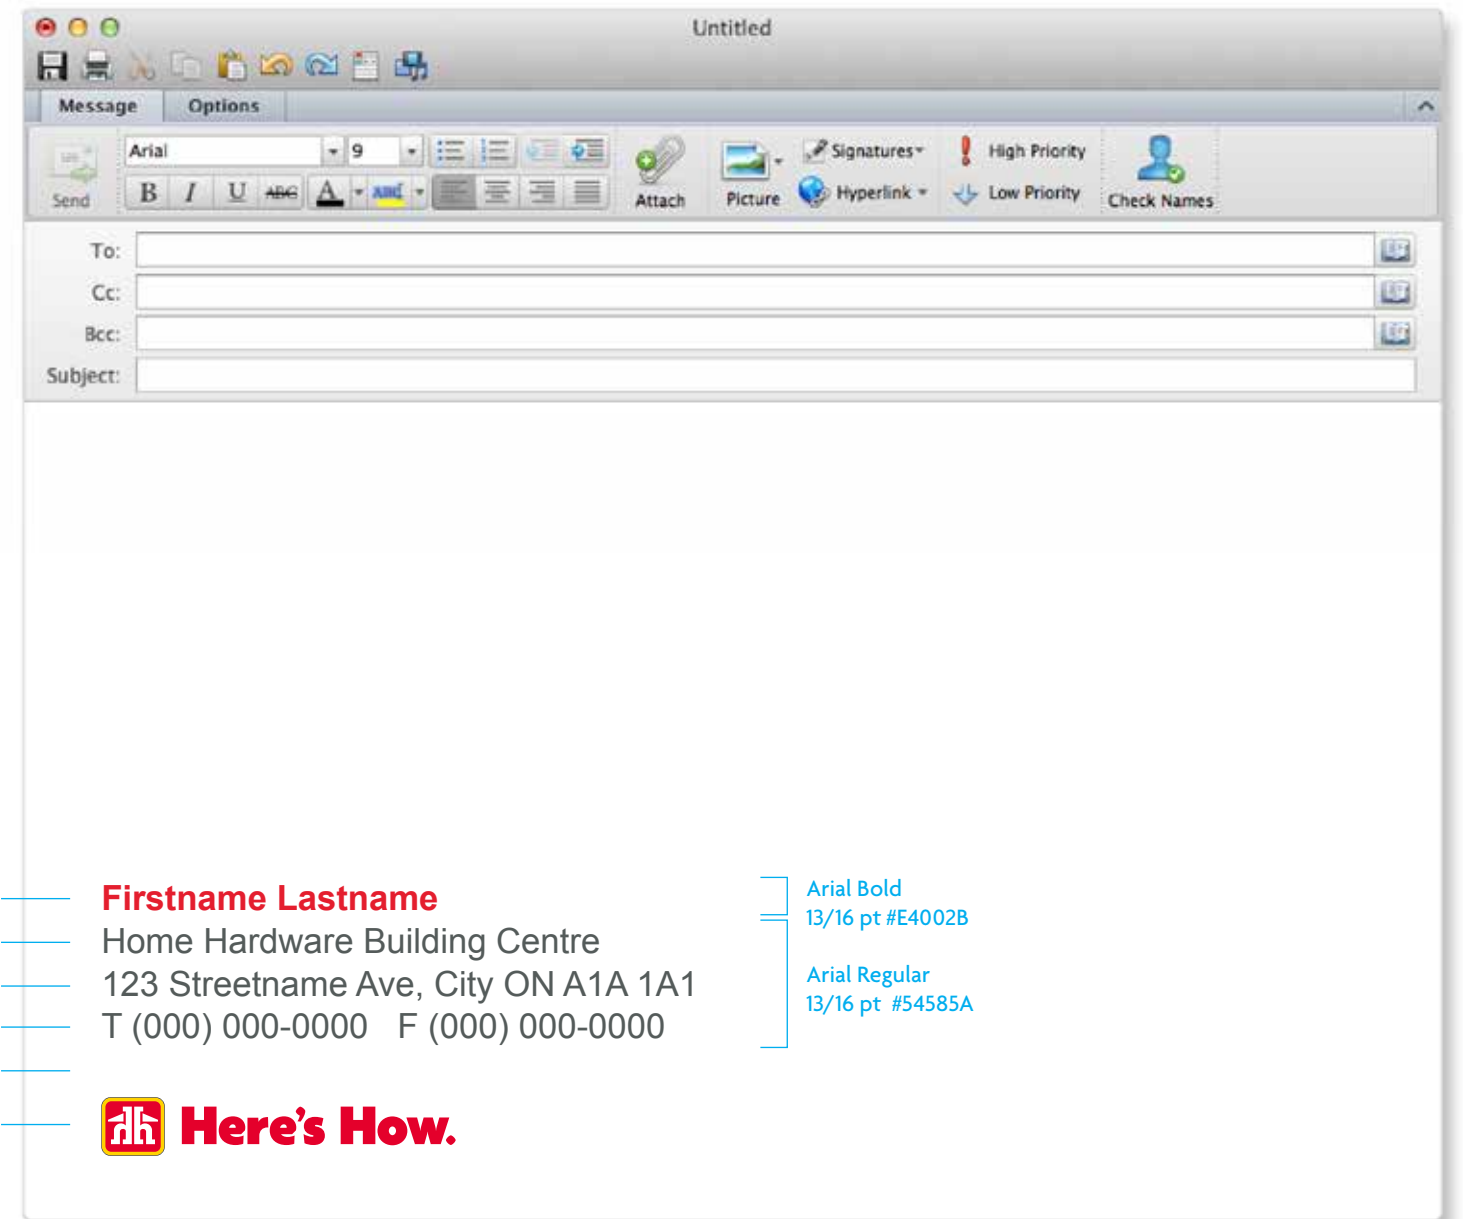 Untitled
Message Options
Arial 9 Signatures High Priority
Send B I U ABC A ABC Attach Picture Hyperlink Low Priority Check Names
To:
Cc:
Bcc:
Subject:
Firstname Lastname
Home Hardware Building Centre
123 Streetname Ave, City ON A1A 1A1
T (000) 000-0000 F (000) 000-0000
Arial Bold
13/16 pt #E4002B
Arial Regular
13/16 pt #54585A
Here's How.